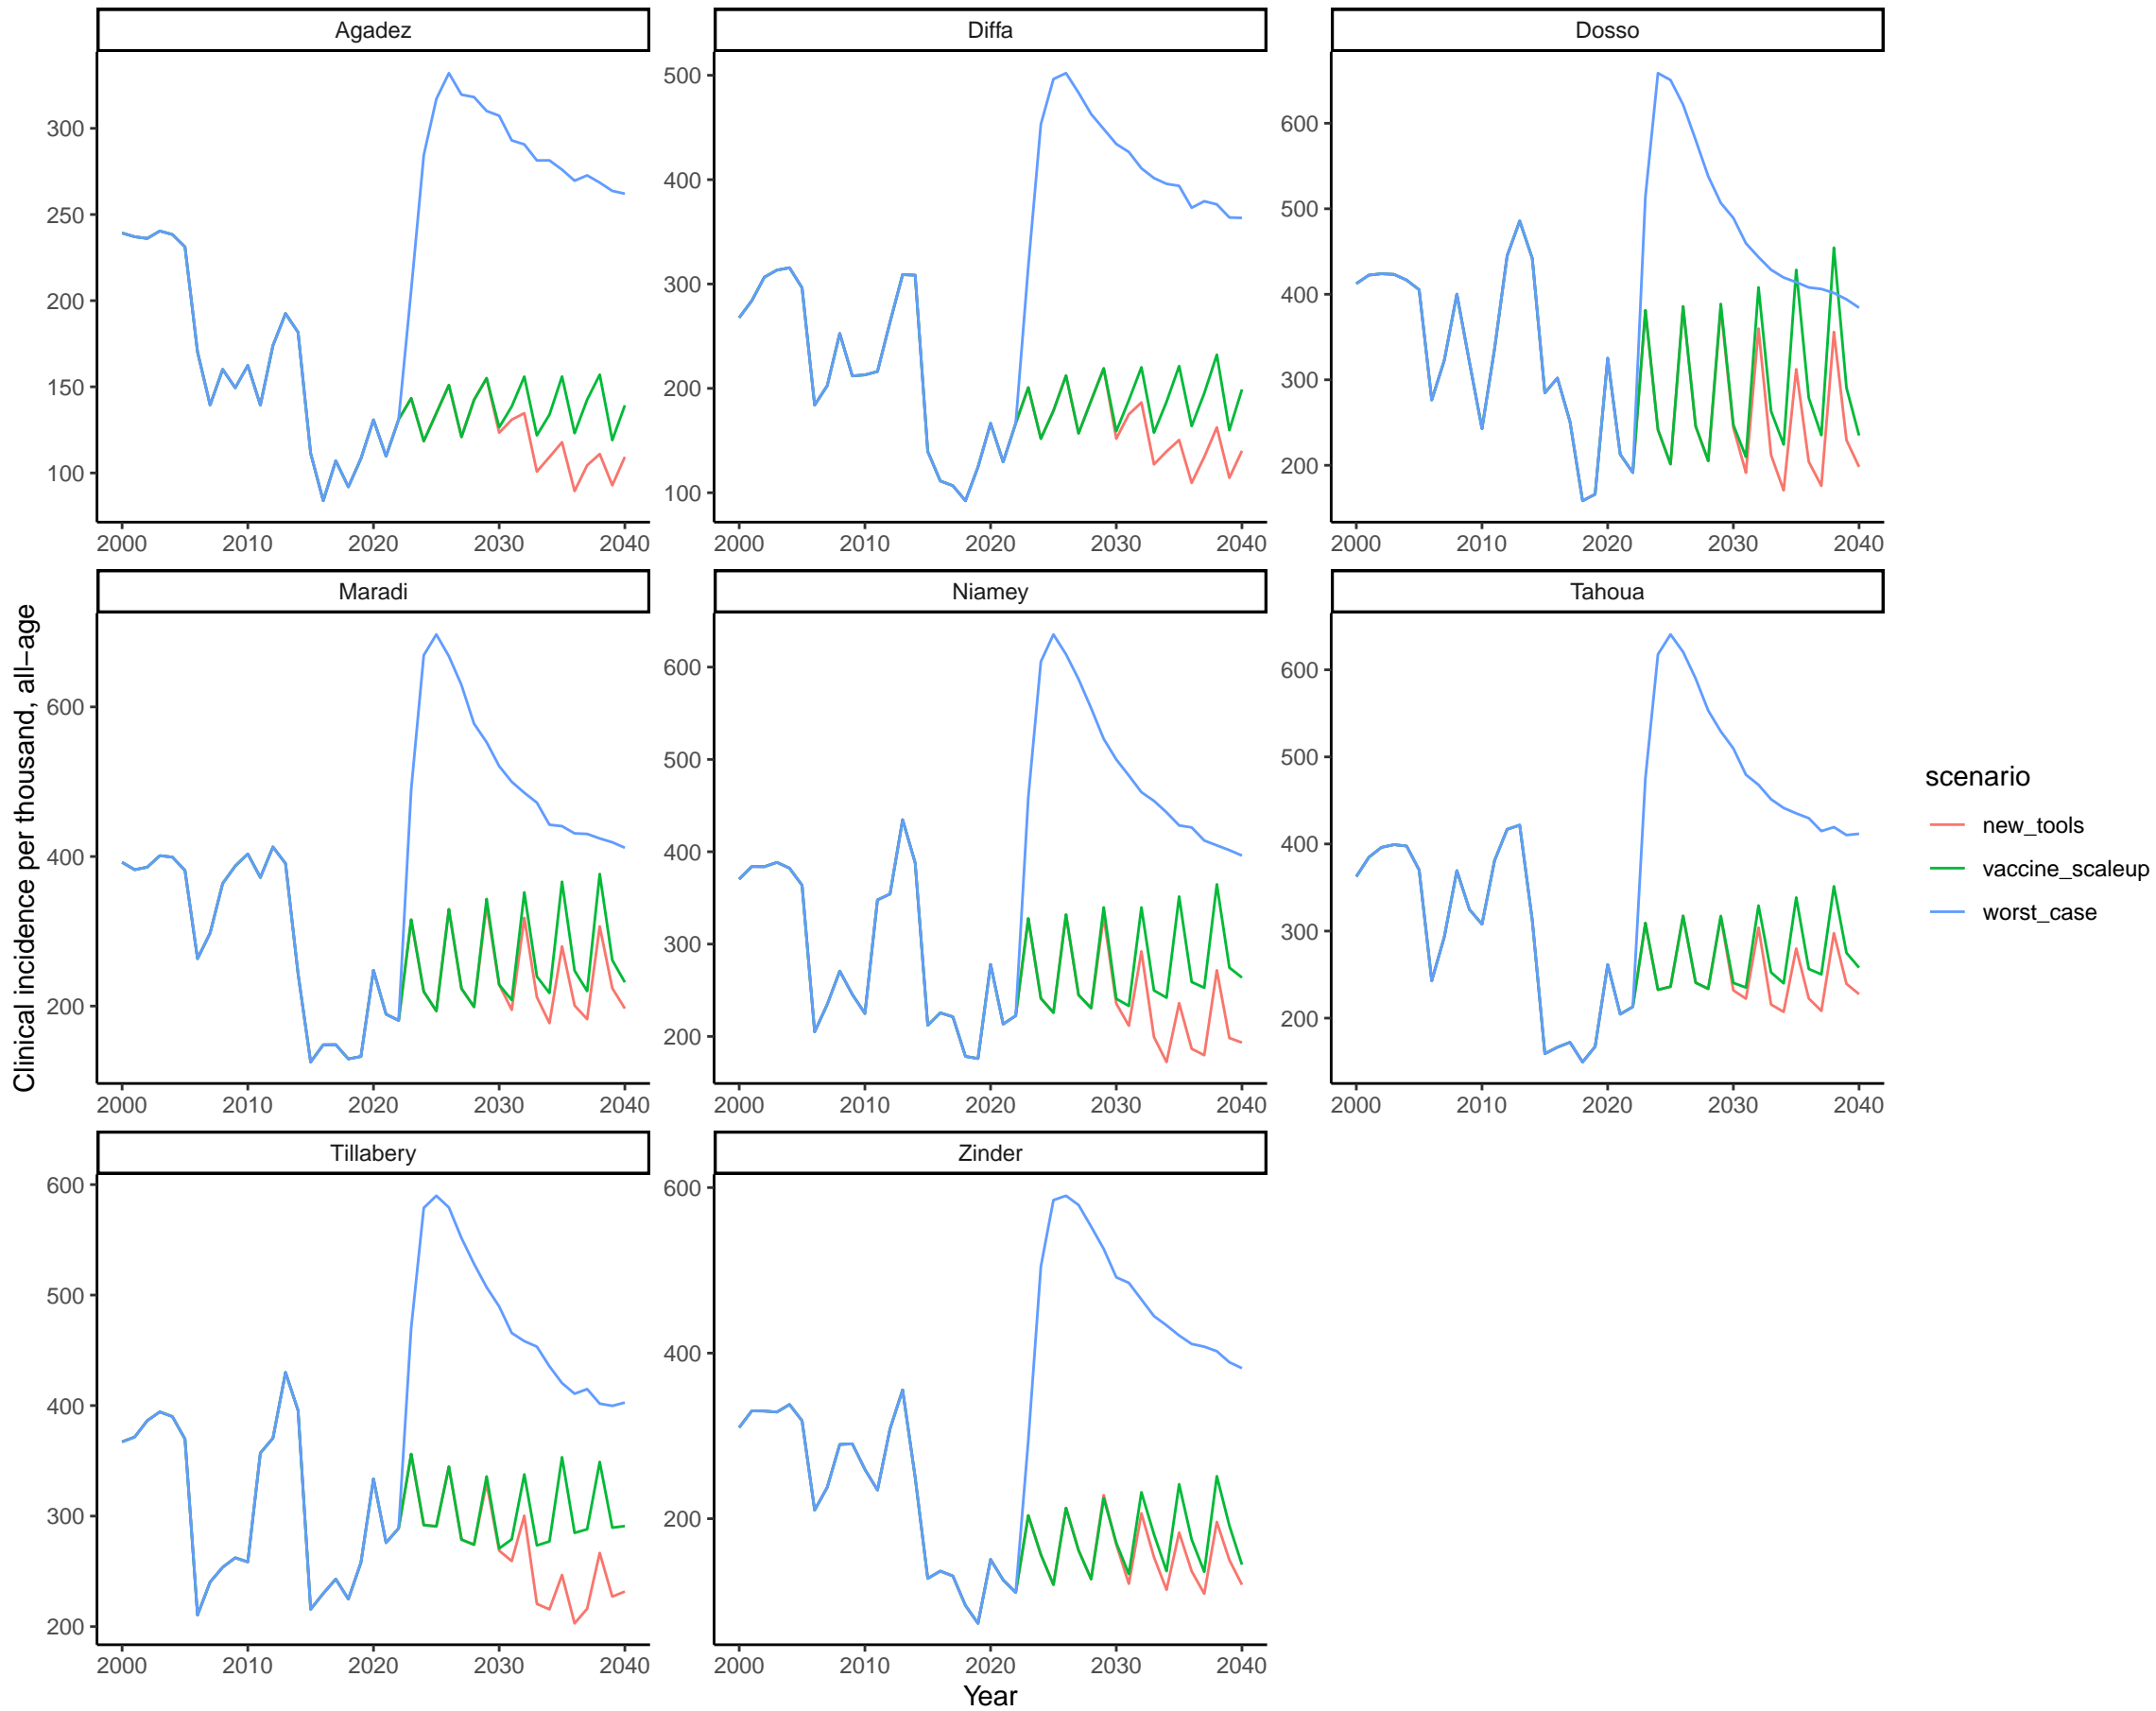 Agadez
Diffa
Dosso
300
250
200
150
100
500
400
300
200
100
600
500
400
300
200
2000 2010 2020 2030 2040
2000 2010 2020 2030 2040
2000 2010 2020 2030 2040
Maradi
Niamey
Tahoua
Clinical incidence per thousand, all−age
600
400
200
600
500
400
300
200
600
500
400
300
200
2000 2010 2020 2030 2040
2000 2010 2020 2030 2040
2000 2010 2020 2030 2040
scenario
new_tools
vaccine_scaleup
worst_case
Tillabery
Zinder
600
500
400
300
200
600
400
200
2000 2010 2020 2030 2040
2000 2010 2020 2030 2040
Year